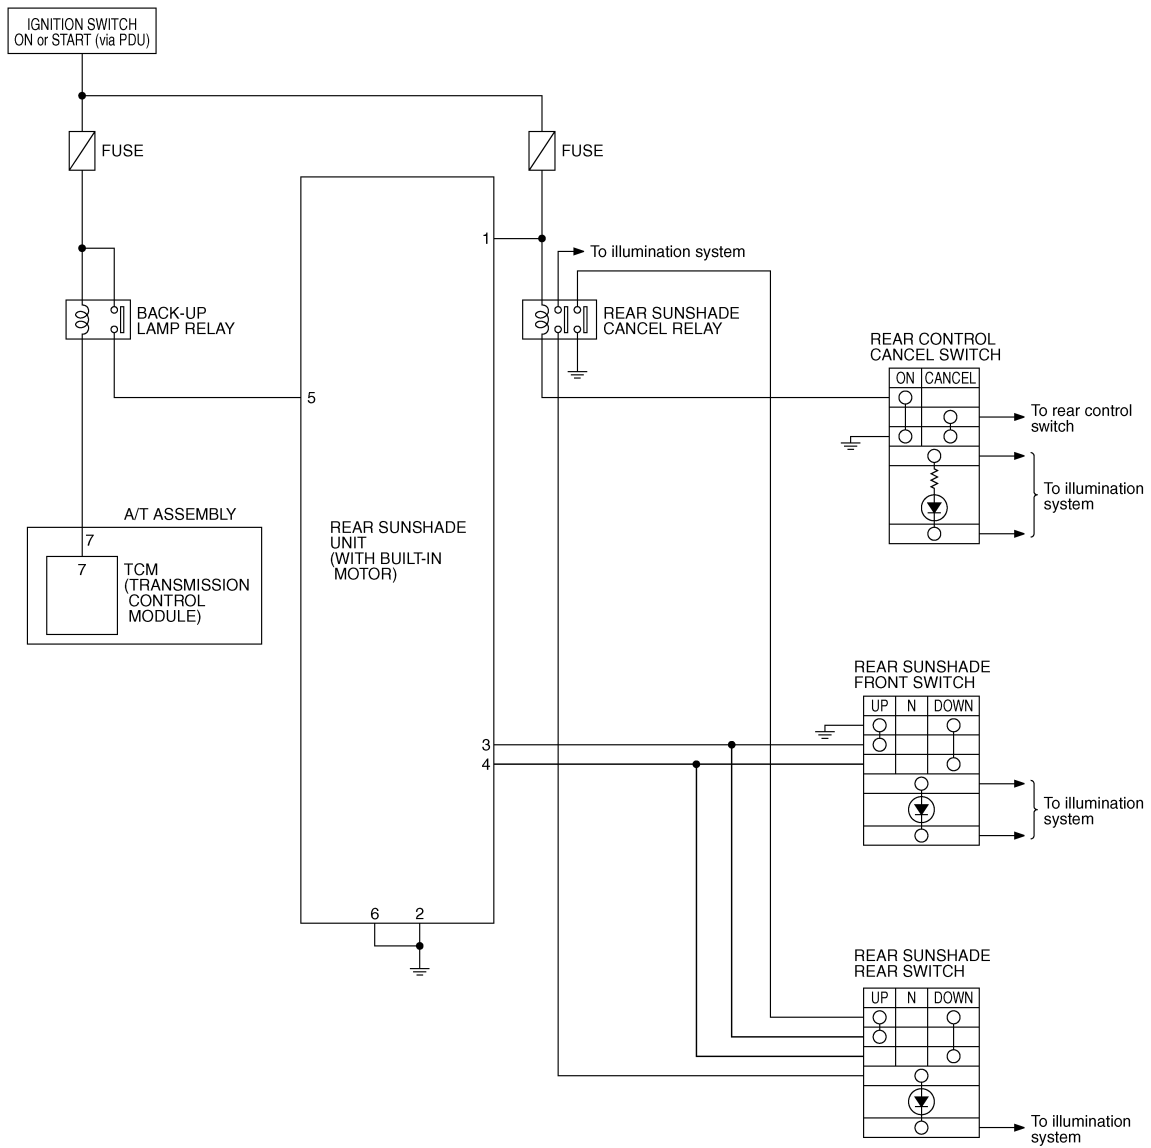 IGNITION SWITCH
ON or START (via PDU)
FUSE
FUSE
1
To illumination system
BACK-UP
LAMP RELAY
REAR SUNSHADE
CANCEL RELAY
REAR CONTROL
CANCEL SWITCH
ON CANCEL
5
To rear control
switch
To illumination
system
A/T ASSEMBLY
7
7
TCM
(TRANSMISSION
CONTROL
MODULE)
REAR SUNSHADE
UNIT
(WITH BUILT-IN
MOTOR)
REAR SUNSHADE
FRONT SWITCH
UP N DOWN
3
4
To illumination
system
6 2
REAR SUNSHADE
REAR SWITCH
UP N DOWN
To illumination
system